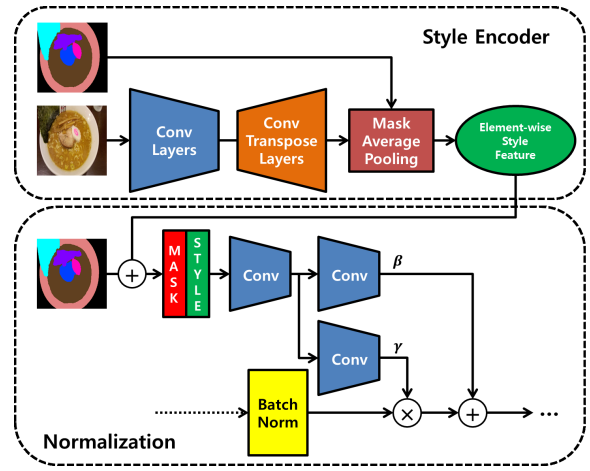 Style Encoder
Conv
Layers
Conv
Transpose
Layers
Mask
Average
Pooling
Element-wise
Style
Feature
+
MASK
STYLE
Conv
Conv
β
Conv
γ
Batch
Norm
×
+
...
Normalization